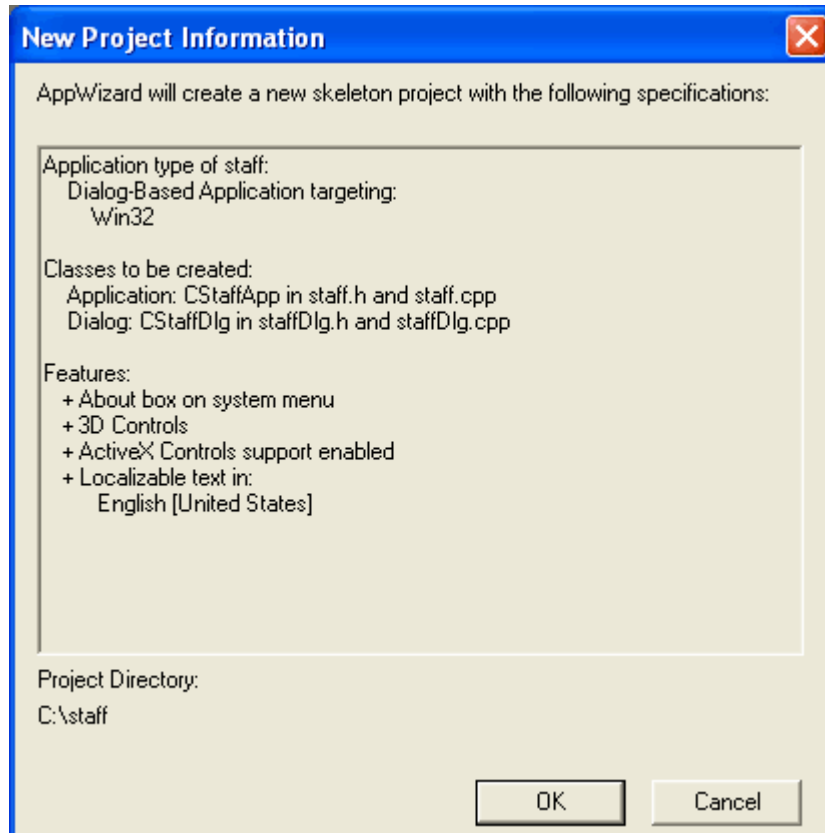 New Project Information
AppWizard will create a new skeleton project with the following specifications:
Application type of staff:
Dialog-Based Application targeting:
Win32
Classes to be created:
Application: CStaffApp in staff.h and staff.cpp
Dialog: CStaffDlg in staffDlg.h and staffDlg.cpp
Features:
+ About box on system menu
+ 3D Controls
+ ActiveX Controls support enabled
+ Localizable text in:
English [United States]
Project Directory:
C:\staff
OK Cancel